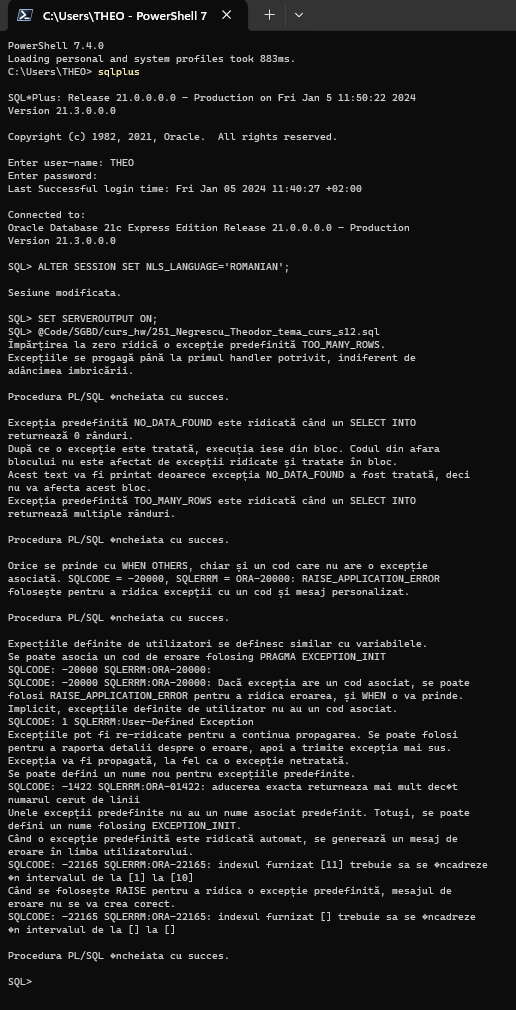 C:\Users\THEO - PowerShell 7
PowerShell 7.4.0
Loading personal and system profiles took 883ms.
C:\Users\THEO> sqlplus
SQL*Plus: Release 21.0.0.0.0 - Production on Fri Jan 5 11:50:22 2024
Version 21.3.0.0.0
Copyright (c) 1982, 2021, Oracle.  All rights reserved.
Enter user-name: THEO
Enter password:
Last Successful login time: Fri Jan 05 2024 11:40:27 +02:00
Connected to:
Oracle Database 21c Express Edition Release 21.0.0.0.0 - Production
Version 21.3.0.0.0
SQL> ALTER SESSION SET NLS_LANGUAGE='ROMANIAN';
Sesiune modificata.
SQL> SET SERVEROUTPUT ON;
SQL> @Code/SGBD/curs_hw/251_Negrescu_Theodor_tema_curs_s12.sql
Împărțirea la zero ridică o excepție predefinită TOO_MANY_ROWS.
Excepțiile se progagă până la primul handler potrivit, indiferent de
adâncimea imbricării.
Procedura PL/SQL �ncheiata cu succes.
Excepția predefinită NO_DATA_FOUND este ridicată când un SELECT INTO
returnează 0 rânduri.
După ce o excepție este tratată, execuția iese din bloc. Codul din afara
blocului nu este afectat de excepții ridicate și tratate în bloc.
Acest text va fi printat deoarece excepția NO_DATA_FOUND a fost tratată, deci
nu va afecta acest bloc.
Excepția predefinită TOO_MANY_ROWS este ridicată când un SELECT INTO
returnează multiple rânduri.
Procedura PL/SQL �ncheiata cu succes.
Orice se prinde cu WHEN OTHERS, chiar și un cod care nu are o excepție
asociată. SQLCODE = -20000, SQLERRM = ORA-20000: RAISE_APPLICATION_ERROR
folosește pentru a ridica excepții cu un cod și mesaj personalizat.
Procedura PL/SQL �ncheiata cu succes.
Expecțiile definite de utilizatori se definesc similar cu variabilele.
Se poate asocia un cod de eroare folosing PRAGMA EXCEPTION_INIT
SQLCODE: -20000 SQLERRM:ORA-20000:
SQLCODE: -20000 SQLERRM:ORA-20000: Dacă excepția are un cod asociat, se poate
folosi RAISE_APPLICATION_ERROR pentru a ridica eroarea, și WHEN o va prinde.
Implicit, excepțiile definite de utilizator nu au un cod asociat.
SQLCODE: 1 SQLERRM:User-Defined Exception
Excepțiile pot fi re-ridicate pentru a continua propagarea. Se poate folosi
pentru a raporta detalii despre o eroare, apoi a trimite excepția mai sus.
Excepția va fi propagată, la fel ca o excepție netratată.
Se poate defini un nume nou pentru excepțiile predefinite.
SQLCODE: -1422 SQLERRM:ORA-01422: aducerea exacta returneaza mai mult dec�t
numarul cerut de linii
Unele excepții predefinite nu au un nume asociat predefinit. Totuși, se poate
defini un nume folosing EXCEPTION_INIT.
Când o excepție predefinită este ridicată automat, se generează un mesaj de
eroare în limba utilizatorului.
SQLCODE: -22165 SQLERRM:ORA-22165: indexul furnizat [11] trebuie sa se �ncadreze
�n intervalul de la [1] la [10]
Când se folosește RAISE pentru a ridica o excepție predefinită, mesajul de
eroare nu se va crea corect.
SQLCODE: -22165 SQLERRM:ORA-22165: indexul furnizat [] trebuie sa se �ncadreze
�n intervalul de la [] la []
Procedura PL/SQL �ncheiata cu succes.
SQL>